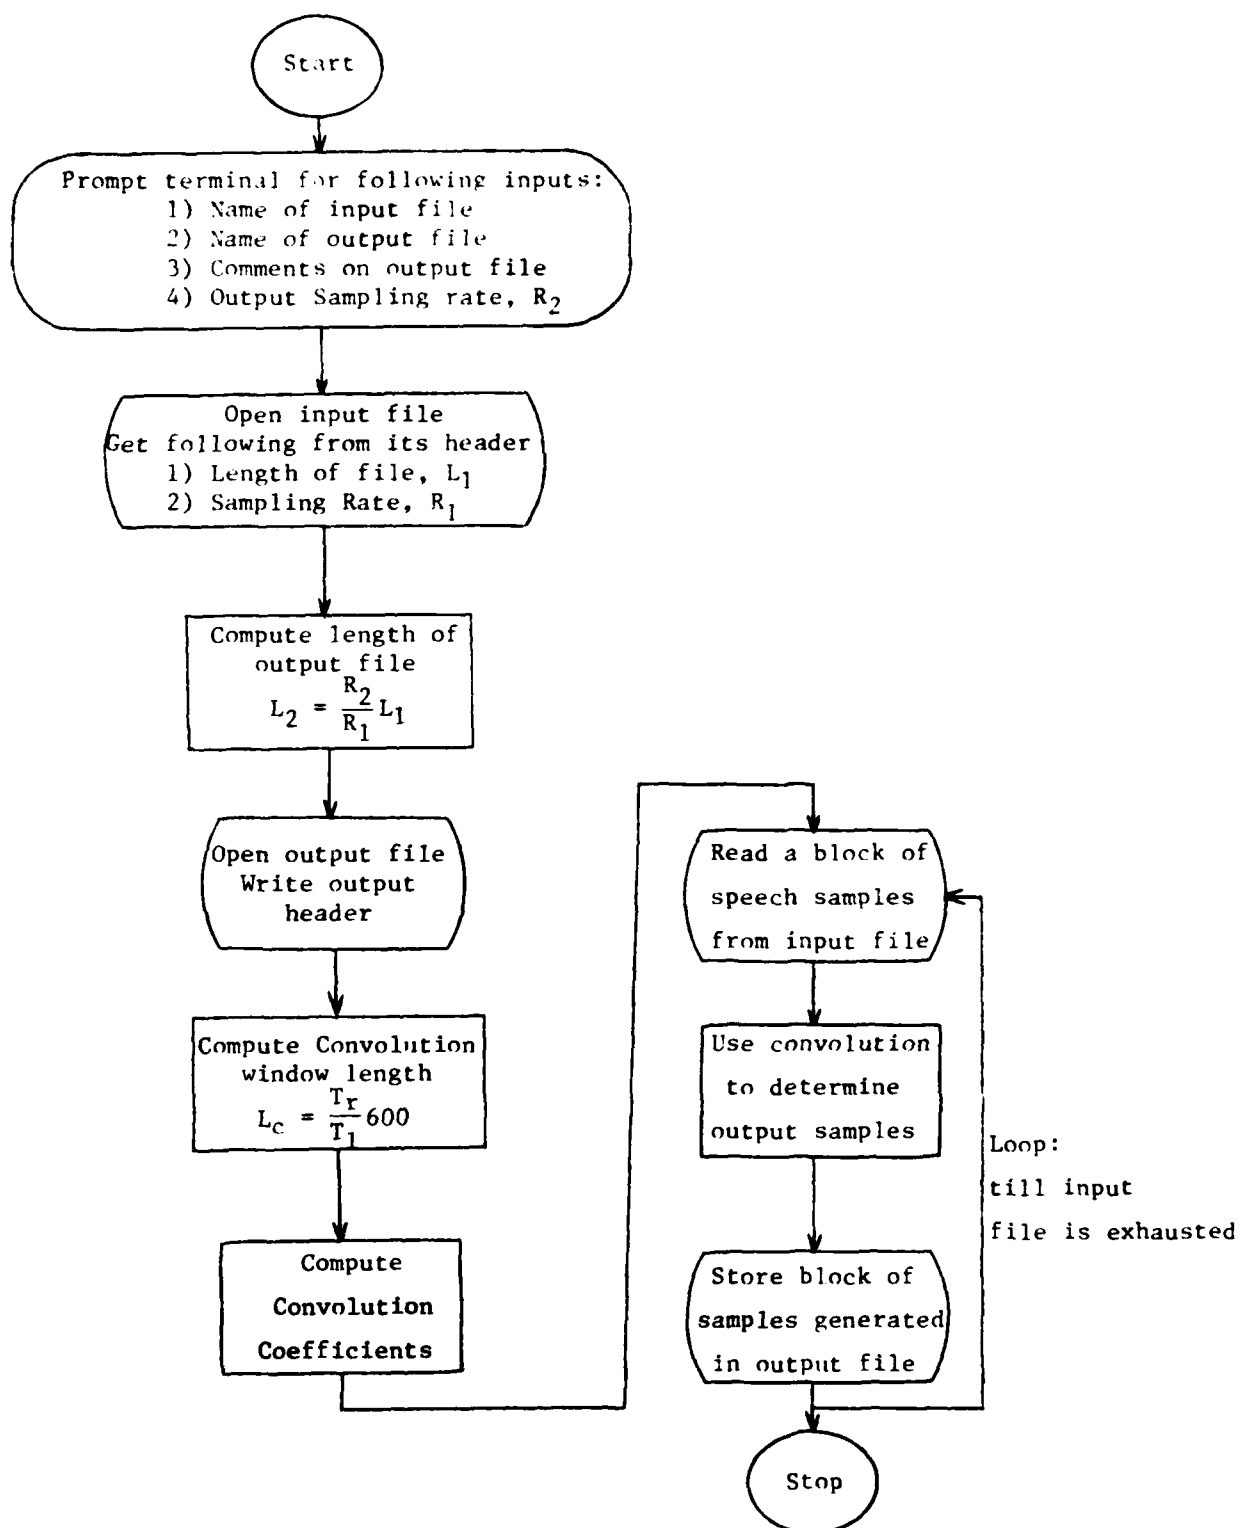 Start
Prompt terminal for following inputs:
1) Name of input file
2) Name of output file
3) Comments on output file
4) Output Sampling rate, R₂
Open input file
Get following from its header
1) Length of file, L₁
2) Sampling Rate, R₁
Compute length of
output file
L₂ = R₂/R₁ L₁
Open output file
Write output
header
Compute Convolution
window length
L_c = T_r/T₁ 600
Compute
Convolution
Coefficients
Read a block of
speech samples
from input file
Use convolution
to determine
output samples
Loop:
till input
file is exhausted
Store block of
samples generated
in output file
Stop